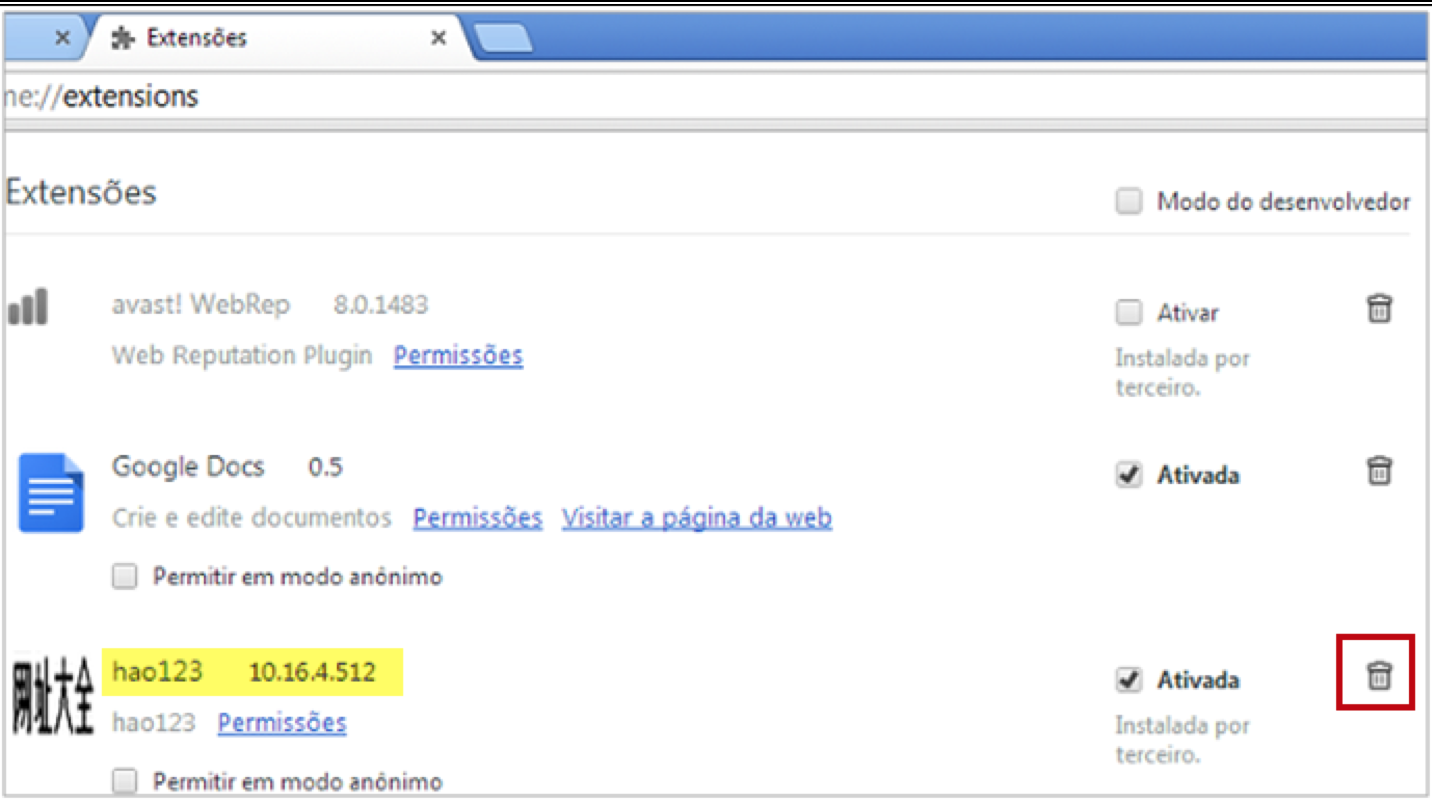 Extensões
ne://extensions
Extensões
Modo do desenvolvedor
avast! WebRep 8.0.1483
Ativar
Web Reputation Plugin Permissões
Instalada por
terceiro.
Google Docs 0.5
Ativada
Crie e edite documentos Permissões Visitar a página da web
Permitir em modo anônimo
网址大全
hao123 10.16.4.512
Ativada
hao123 Permissões
Instalada por
terceiro.
Permitir em modo anônimo